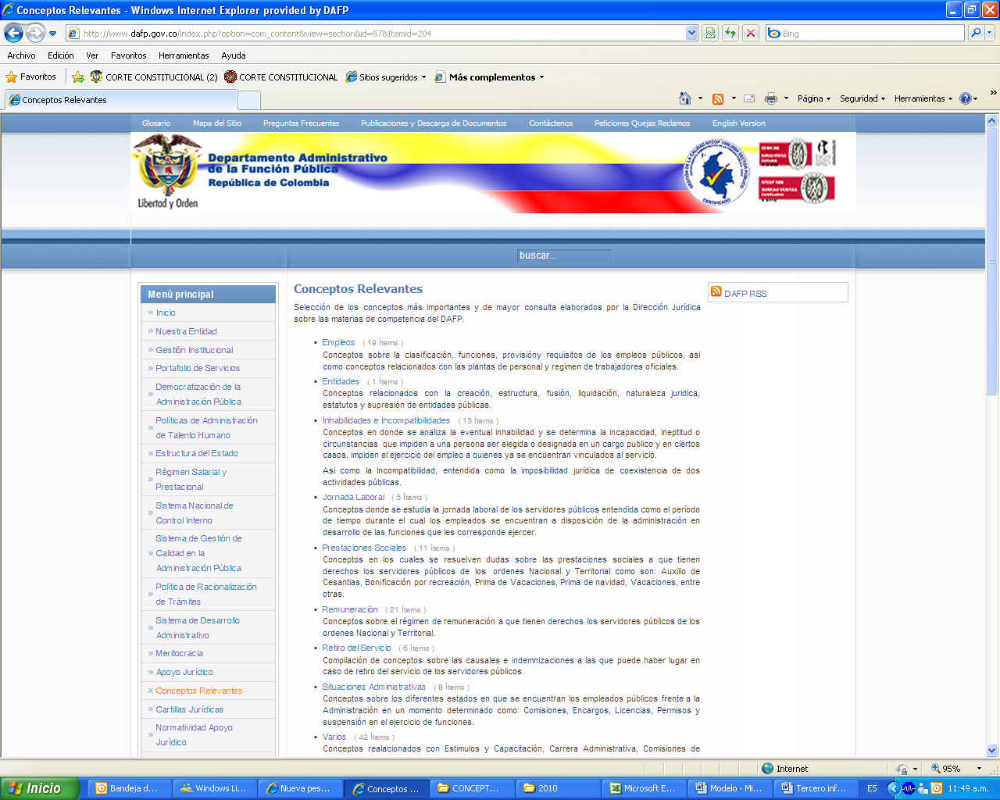 Conceptos Relevantes - Windows Internet Explorer provided by DAFP
http://www.dafp.gov.co/index.php?option=com_content&view=section&id=57&Itemid=204
Bing
Archivo Edición Ver Favoritos Herramientas Ayuda
Favoritos CORTE CONSTITUCIONAL (2) CORTE CONSTITUCIONAL Sitios sugeridos Más complementos
Conceptos Relevantes
Página Seguridad Herramientas
Glosario Mapa del Sitio Preguntas Frecuentes Publicaciones y Descarga de Documentos Contáctenos Peticiones Quejas Reclamos English Version
Departamento Administrativo
de la Función Pública
República de Colombia
Libertad y Orden
CERTIFICADO
BUREAU VERITAS
Certification
NTCGP 1000
BUREAU VERITAS
Certification
buscar...
Menú principal
Inicio
Nuestra Entidad
Gestión Institucional
Portafolio de Servicios
Democratización de la
Administración Pública
Políticas de Administración
de Talento Humano
Estructura del Estado
Régimen Salarial y
Prestacional
Sistema Nacional de
Control Interno
Sistema de Gestión de
Calidad en la
Administración Pública
Política de Racionalización
de Trámites
Sistema de Desarrollo
Administrativo
Meritocracia
Apoyo Jurídico
Conceptos Relevantes
Cartillas Jurídicas
Normatividad Apoyo
Jurídico
Conceptos Relevantes
Selección de los conceptos más importantes y de mayor consulta elaborados por la Dirección Jurídica
sobre las materias de competencia del DAFP.
• Empleos ( 19 Ítems )
Conceptos sobre la clasificación, funciones, provisióny requisitos de los empleos públicos, así
como conceptos relacionados con las plantas de personal y regimen de trabajadores oficiales.
• Entidades ( 1 Ítems )
Conceptos relacionados con la creación, estructura, fusión, liquidación, naturaleza juridica,
estatutos y supresión de entidades públicas.
• Inhabilidades e Incompatibilidades ( 15 Ítems )
Conceptos en donde se analiza la eventual inhabilidad y se determina la incapacidad, ineptitud o
circunstancias que impiden a una persona ser elegida o designada en un cargo publico y en ciertos
casos, impiden el ejercicio del empleo a quienes ya se encuentran vinculados al servicio.
Asi como la Incompatibilidad, entendida como la imposibilidad jurídica de coexistencia de dos
actividades públicas.
• Jornada Laboral ( 5 Ítems )
Conceptos donde se estudia la jornada laboral de los servidores públicos entendida como el período
de tiempo durante el cual los empleados se encuentran a disposición de la administración en
desarrollo de las funciones que les corresponde ejercer.
• Prestaciones Sociales ( 11 Ítems )
Conceptos en los cuales se resuelven dudas sobre las prestaciones sociales a que tienen
derechos los servidores públicos de los ordenes Nacional y Territorial como son: Auxilio de
Cesantias, Bonificación por recreación, Prima de Vacaciones, Prima de navidad, Vacaciones, entre
otras.
• Remuneración ( 21 Ítems )
Conceptos sobre el régimen de remuneración a que tienen derechos los servidores públicos de los
ordenes Nacional y Territorial.
• Retiro del Servicio ( 6 Ítems )
Compilación de conceptos sobre las causales e indemnizaciones a las que puede haber lugar en
caso de retiro del servicio de los servidores públicos.
• Situaciones Administrativas ( 8 Ítems )
Conceptos sobre los diferentes estados en que se encuentran los empleados públicos frente a la
Administración en un momento determinado como: Comisiones, Encargos, Licencias, Permisos y
suspensión en el ejercicio de funciones.
• Varios ( 42 Ítems )
Conceptos realacionados con Estimulos y Capacitación, Carrera Administrativa, Comisiones de
DAFP RSS
Internet 95%
Inicio Bandeja d... Windows Li... Nueva pes... Conceptos ... CONCEPT... 2010 Microsoft E... Modelo - Mi... Tercero inf... ES 11:49 a.m.